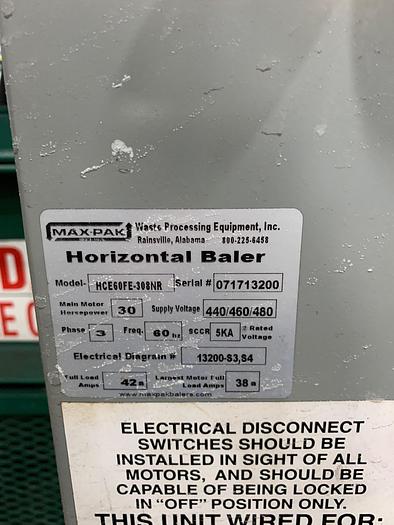 MAX-PAK Waste Processing Equipment, Inc.
Rainsville, Alabama 800-225-6458
Horizontal Baler
Model- HCE60FE-308NR Serial # 071713200
Main Motor Horsepower 30 Supply Voltage 440/460/480
Phase 3 Freq. 60 hz SCCR 5KA @ Rated Voltage
Electrical Diagram # 13200-S3,S4
Full Load Amps 42a Largest Motor Full Load Amps 38a
www.maxpakbalers.com
ELECTRICAL DISCONNECT
SWITCHES SHOULD BE
INSTALLED IN SIGHT OF ALL
MOTORS, AND SHOULD BE
CAPABLE OF BEING LOCKED
IN "OFF" POSITION ONLY.
THIS UNIT WIRED FOR: